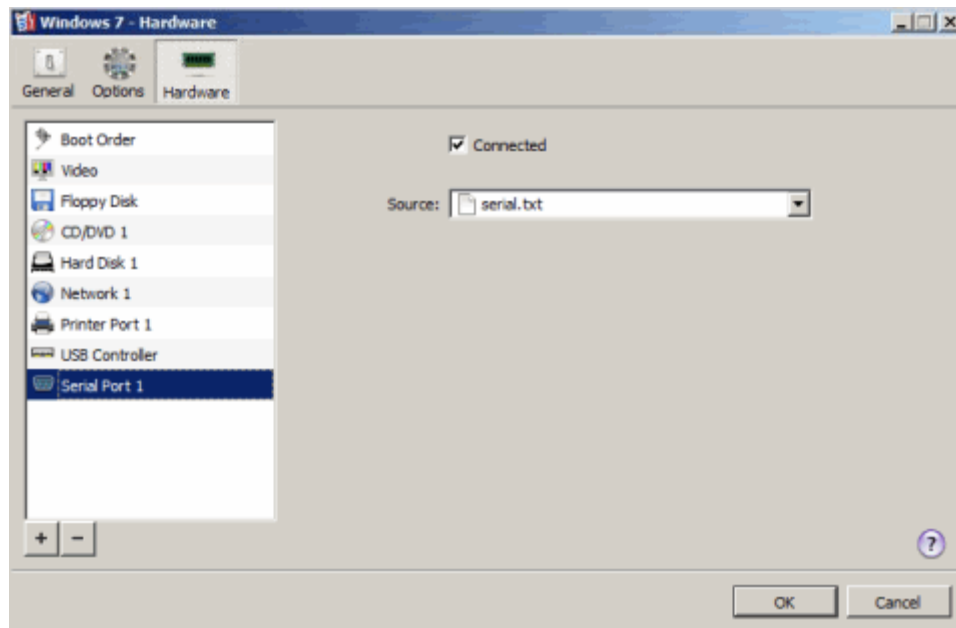 Windows 7 - Hardware
General Options Hardware
Boot Order
Video
Floppy Disk
CD/DVD 1
Hard Disk 1
Network 1
Printer Port 1
USB Controller
Serial Port 1
Connected
Source: serial.txt
+ -
?
OK Cancel